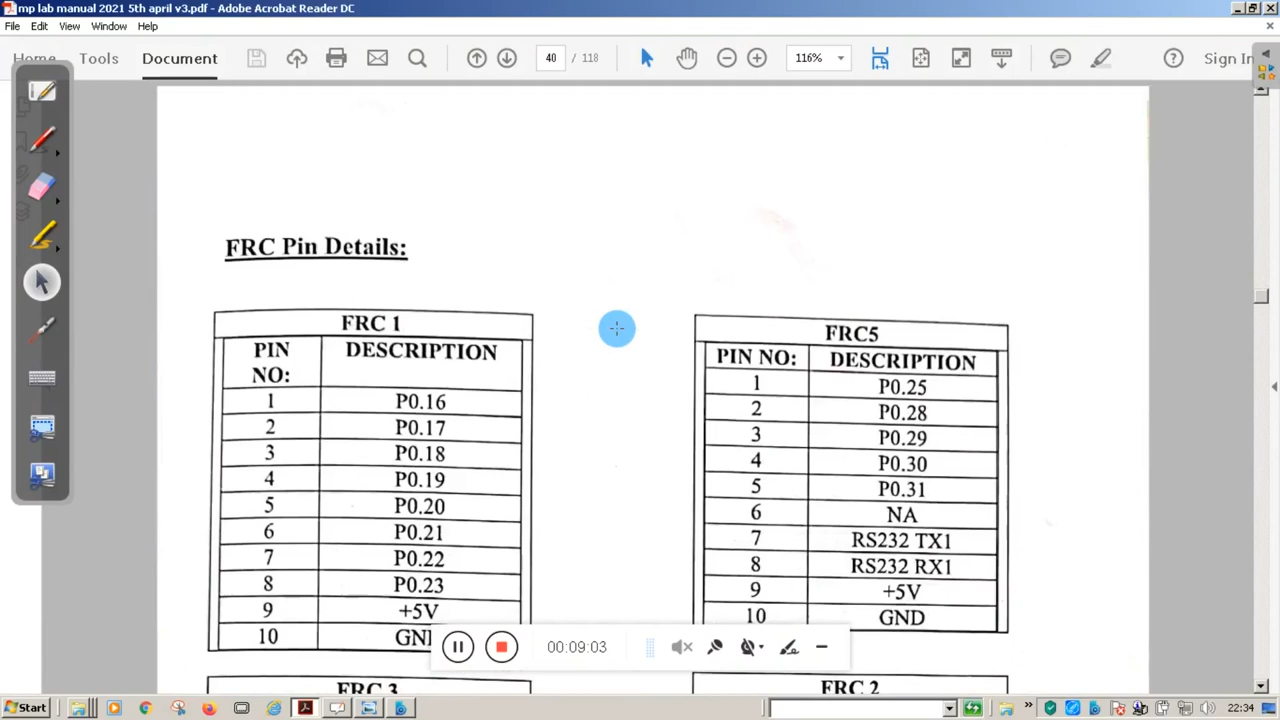 mp lab manual 2021 5th april v3.pdf - Adobe Acrobat Reader DC
File Edit View Window Help
Home Tools Document 40 / 118 116% Sign In
FRC Pin Details:
FRC 1
PIN NO: DESCRIPTION
1 P0.16
2 P0.17
3 P0.18
4 P0.19
5 P0.20
6 P0.21
7 P0.22
8 P0.23
9 +5V
10 GND
FRC5
PIN NO: DESCRIPTION
1 P0.25
2 P0.28
3 P0.29
4 P0.30
5 P0.31
6 NA
7 RS232 TX1
8 RS232 RX1
9 +5V
10 GND
00:09:03
FRC 3
FRC 2
Start
22:34